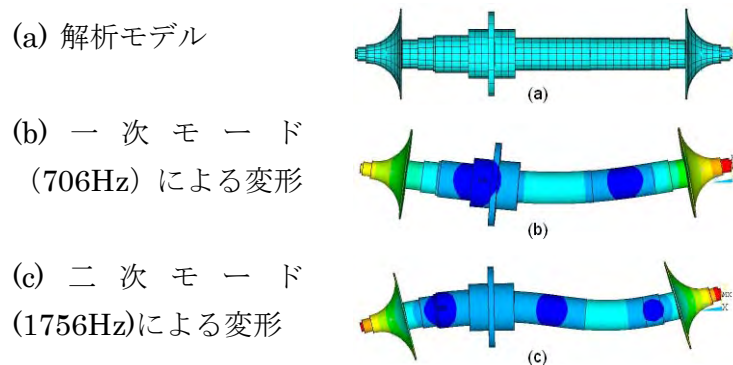 (a) 解析モデル
(a)
(b) 一 次 モ ー ド
（706Hz）による変形
(b)
(c) 二 次 モ ー ド
(1756Hz)による変形
MX
X
(c)